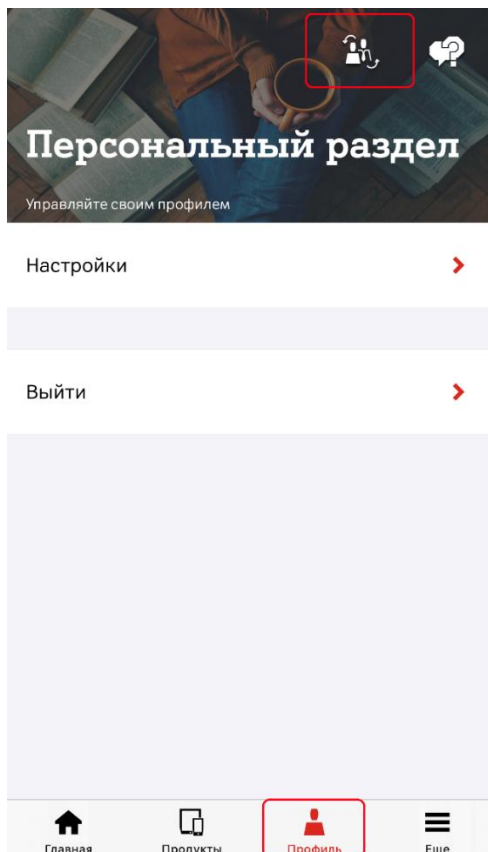 Персональный раздел
Управляйте своим профилем
Настройки
Выйти
Главная Продукты Профиль Еще